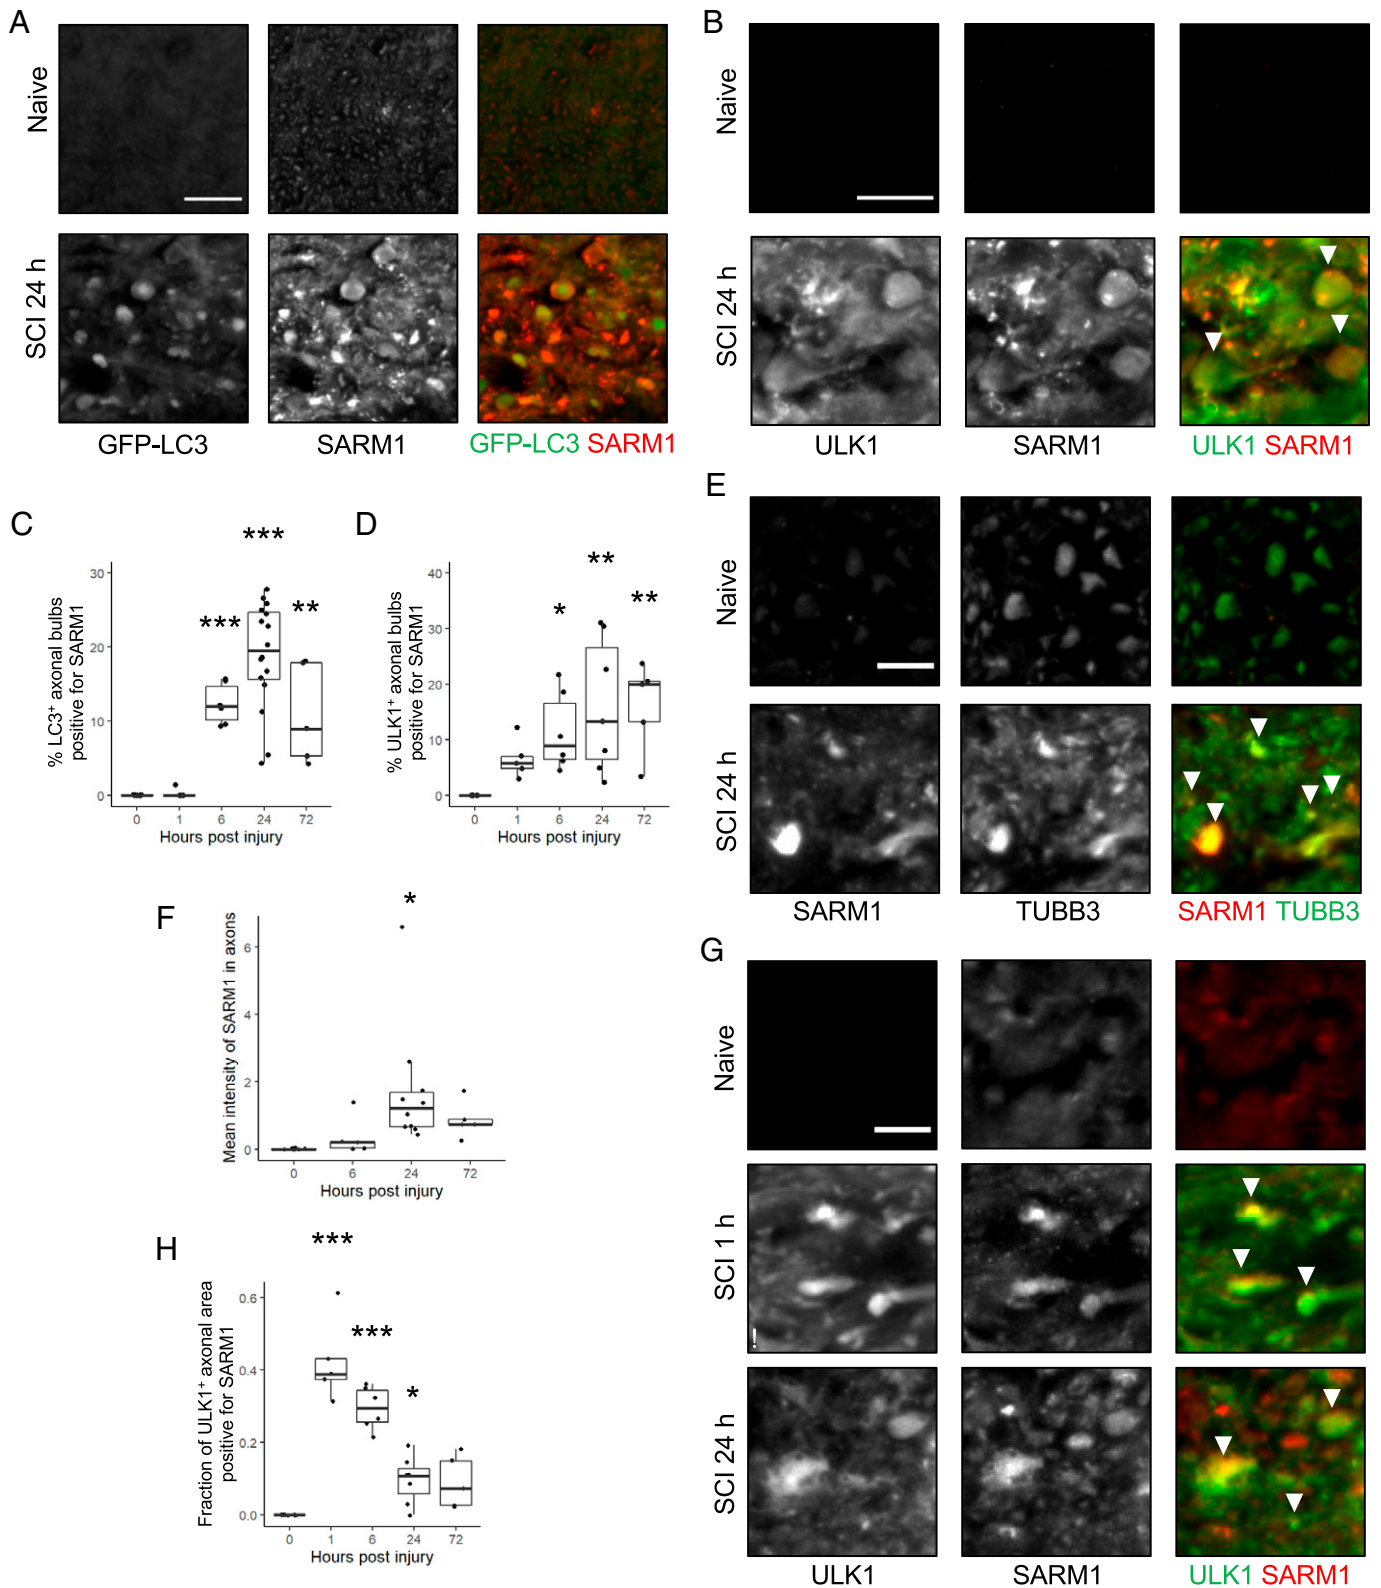 A
Naive
SCI 24 h
GFP-LC3
SARM1
GFP-LC3 SARM1
B
Naive
SCI 24 h
ULK1
SARM1
ULK1 SARM1
C
% LC3+ axonal bulbs
positive for SARM1
30
20
10
0
***
***
**
0 1 6 24 72
Hours post injury
D
% ULK1+ axonal bulbs
positive for SARM1
40
30
20
10
0
*
**
**
0 1 6 24 72
Hours post injury
E
Naive
SCI 24 h
SARM1
TUBB3
SARM1 TUBB3
F
Mean intensity of SARM1 in axons
6
4
2
0
*
0 6 24 72
Hours post injury
G
Naive
SCI 1 h
!
SCI 24 h
ULK1
SARM1
ULK1 SARM1
H
Fraction of ULK1+ axonal area
positive for SARM1
0.6
0.4
0.2
0.0
***
***
*
0 1 6 24 72
Hours post injury